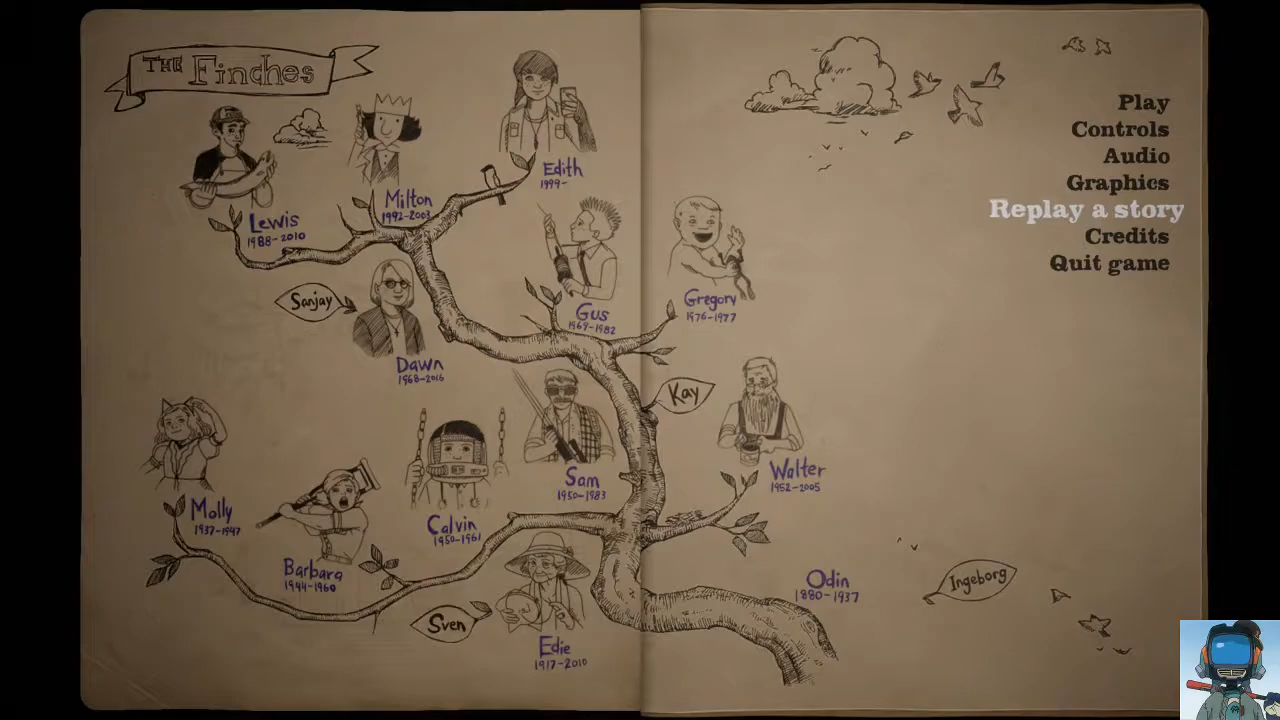 THE Finches
Lewis
1988-2010
Milton
1992-2003
Edith
1999-
Sanjay
Dawn
1968-2016
Gus
1969-1982
Gregory
1976-1977
Kay
Sam
1950-1983
Walter
1952-2005
Molly
1937-1947
Barbara
1944-1960
Calvin
1950-1961
Sven
Edie
1917-2010
Odin
1880-1937
Ingeborg
Play
Controls
Audio
Graphics
Replay a story
Credits
Quit game